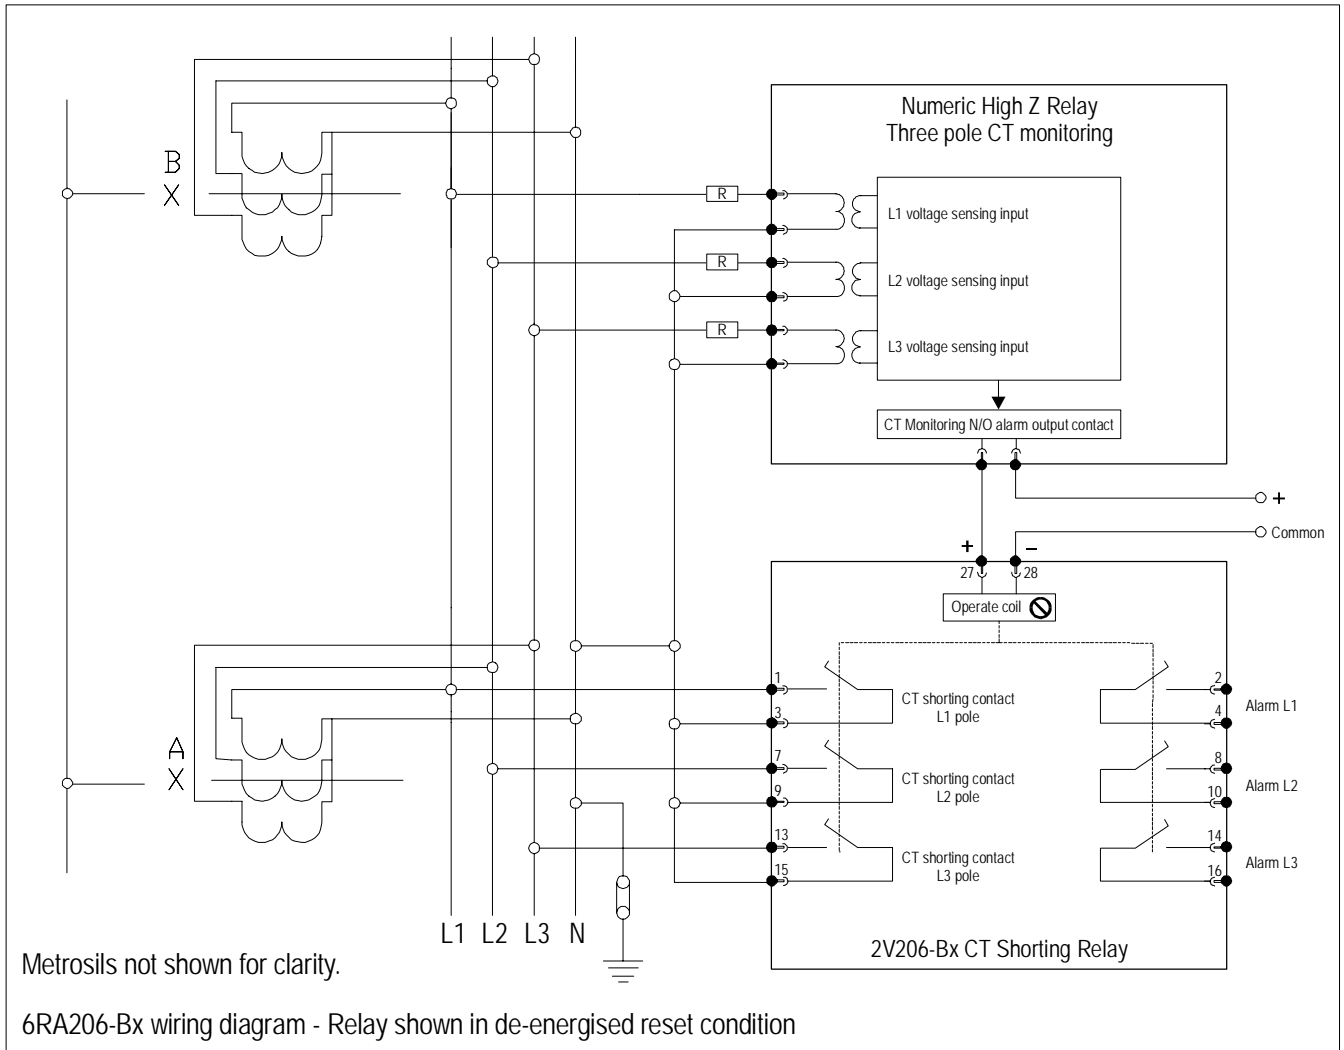 Numeric High Z Relay
Three pole CT monitoring
B
X
R
L1 voltage sensing input
R
L2 voltage sensing input
R
L3 voltage sensing input
CT Monitoring N/O alarm output contact
+
Common
+
–
27
28
Operate coil
1
CT shorting contact
L1 pole
3
2
4
Alarm L1
A
X
7
CT shorting contact
L2 pole
9
8
10
Alarm L2
13
CT shorting contact
L3 pole
15
14
16
Alarm L3
L1 L2 L3 N
2V206-Bx CT Shorting Relay
Metrosils not shown for clarity.
6RA206-Bx wiring diagram - Relay shown in de-energised reset condition